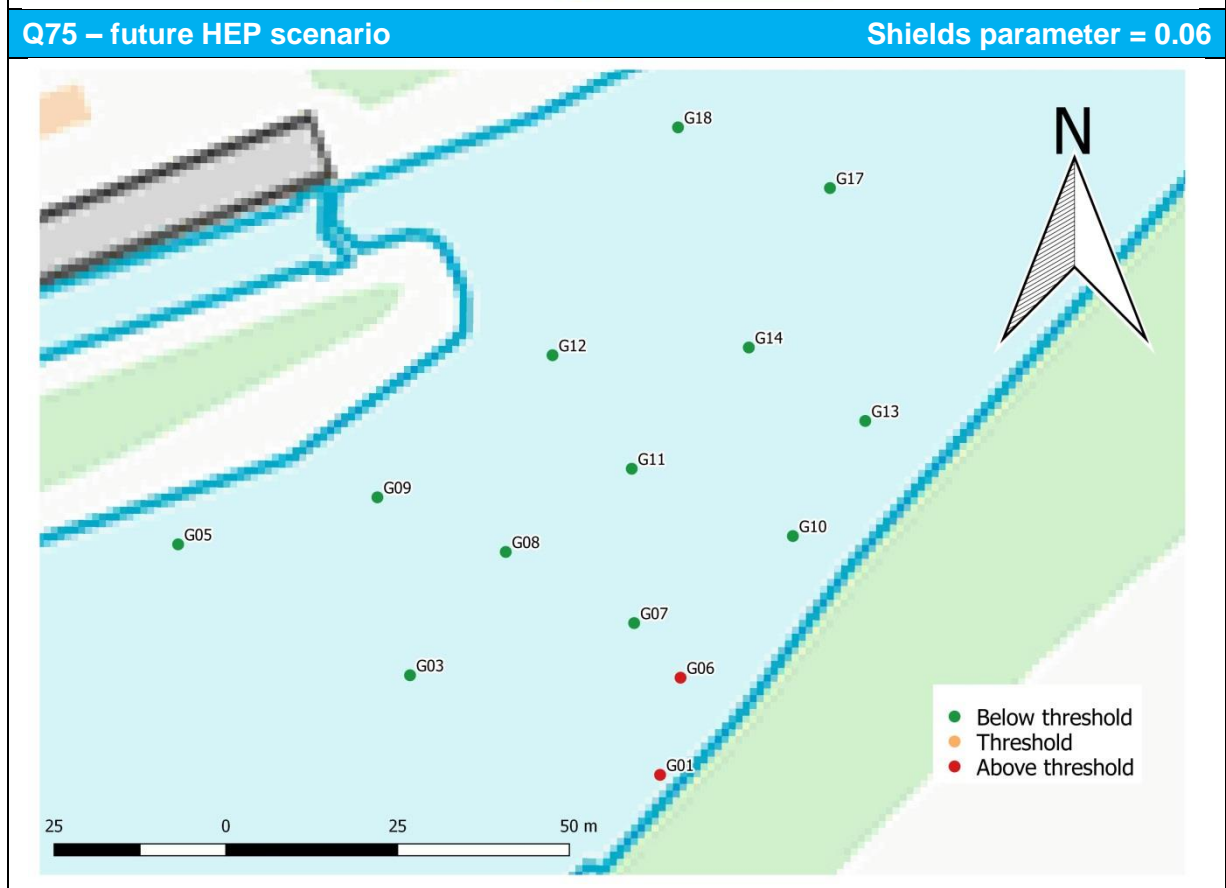 Q75 – future HEP scenario Shields parameter = 0.06
G18
N
G17
G12
G14
G13
G11
G09
G05
G08
G10
G07
G03
G06
Below threshold
Threshold
G01
Above threshold
25 0 25 50 m